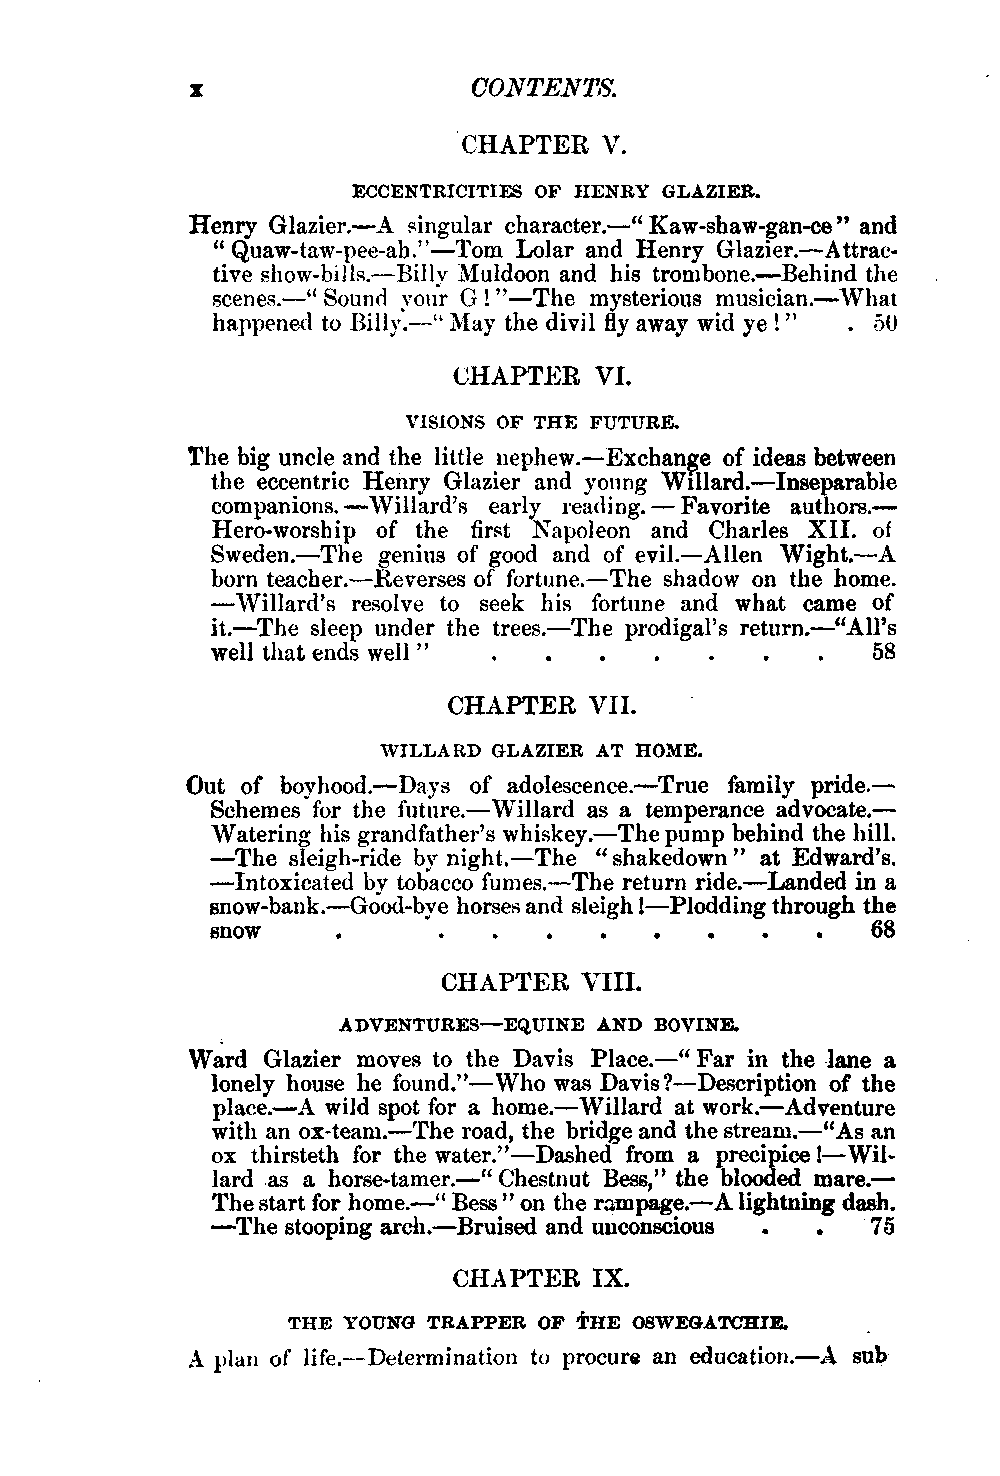 x CONTENTS.
CHAPTER V.
ECCENTRICITIES OF HENRY GLAZIER.
Henry Glazier.—A singular character.—“Kaw-shaw-gan-ce” and
“Quaw-taw-pee-ah.”—Tom Lolar and Henry Glazier.—Attrac-
tive show-bills.—Billy Muldoon and his trombone.—Behind the
scenes.—“Sound your G!”—The mysterious musician.—What
happened to Billy.—“May the divil fly away wid ye!” . 50
CHAPTER VI.
VISIONS OF THE FUTURE.
The big uncle and the little nephew.—Exchange of ideas between
the eccentric Henry Glazier and young Willard.—Inseparable
companions.—Willard’s early reading.—Favorite authors.—
Hero-worship of the first Napoleon and Charles XII. of
Sweden.—The genius of good and of evil.—Allen Wight.—A
born teacher.—Reverses of fortune.—The shadow on the home.
—Willard’s resolve to seek his fortune and what came of
it.—The sleep under the trees.—The prodigal’s return.—“All’s
well that ends well” . . . . . . . 58
CHAPTER VII.
WILLARD GLAZIER AT HOME.
Out of boyhood.—Days of adolescence.—True family pride.—
Schemes for the future.—Willard as a temperance advocate.—
Watering his grandfather’s whiskey.—The pump behind the hill.
—The sleigh-ride by night.—The “shakedown” at Edward’s.
—Intoxicated by tobacco fumes.—The return ride.—Landed in a
snow-bank.—Good-bye horses and sleigh!—Plodding through the
snow . . . . . . . . . 68
CHAPTER VIII.
ADVENTURES—EQUINE AND BOVINE.
Ward Glazier moves to the Davis Place.—“Far in the lane a
lonely house he found.”—Who was Davis?—Description of the
place.—A wild spot for a home.—Willard at work.—Adventure
with an ox-team.—The road, the bridge and the stream.—“As an
ox thirsteth for the water.”—Dashed from a precipice!—Wil-
lard as a horse-tamer.—“Chestnut Bess,” the blooded mare.—
The start for home.—“Bess” on the rampage.—A lightning dash.
—The stooping arch.—Bruised and unconscious . . 75
CHAPTER IX.
THE YOUNG TRAPPER OF THE OSWEGATCHIE.
A plan of life.—Determination to procure an education.—A sub